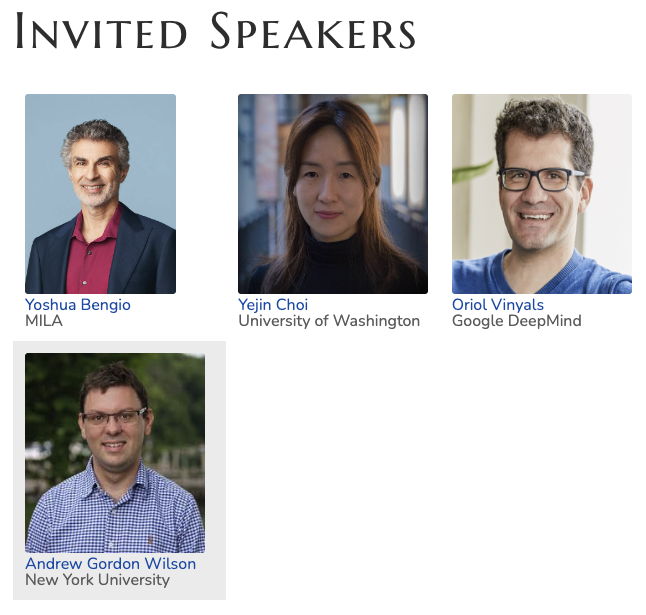 Invited Speakers
Yoshua Bengio
MILA
Yejin Choi
University of Washington
Oriol Vinyals
Google DeepMind
Andrew Gordon Wilson
New York University